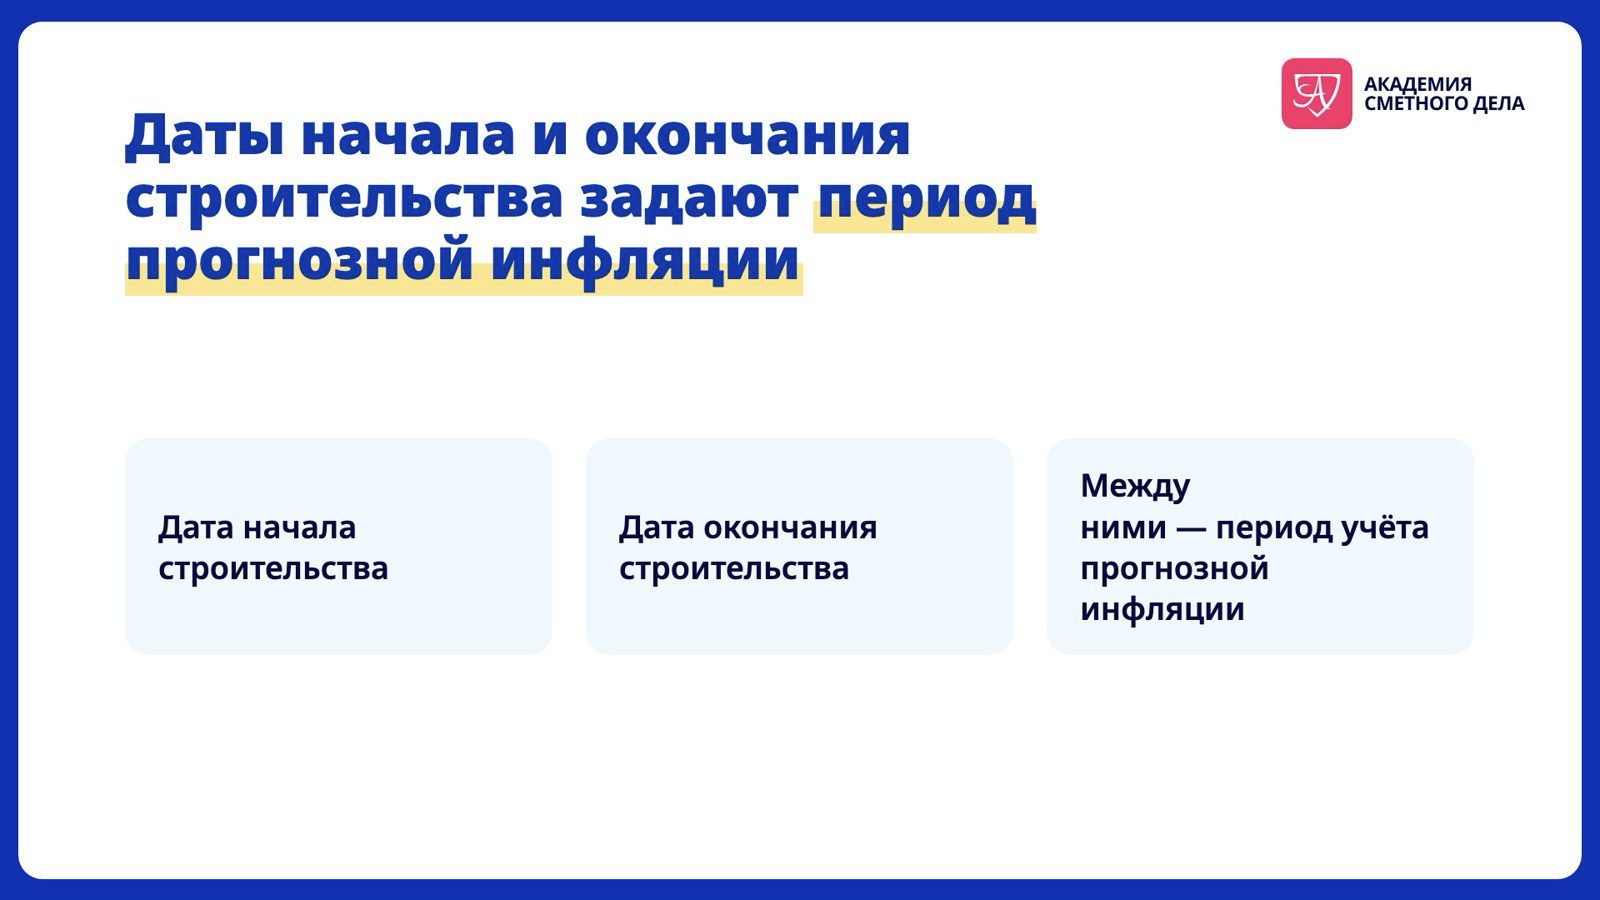 АКАДЕМИЯ
СМЕТНОГО ДЕЛА
Даты начала и окончания
строительства задают период
прогнозной инфляции
Дата начала
строительства
Дата окончания
строительства
Между
ними — период учёта
прогнозной
инфляции